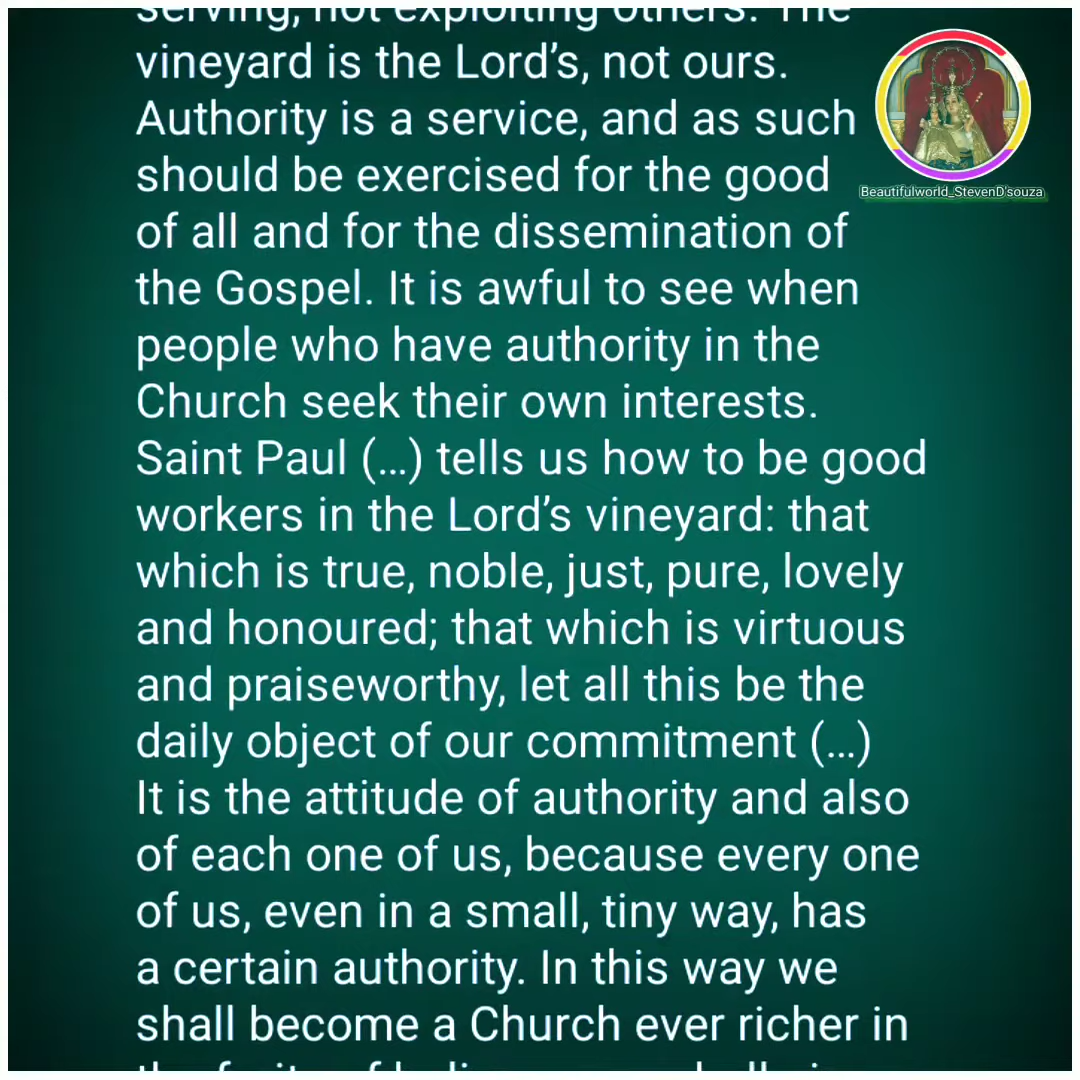 serving, not exploiting others. The
vineyard is the Lord’s, not ours.
Authority is a service, and as such
should be exercised for the good
of all and for the dissemination of
the Gospel. It is awful to see when
people who have authority in the
Church seek their own interests.
Saint Paul (…) tells us how to be good
workers in the Lord’s vineyard: that
which is true, noble, just, pure, lovely
and honoured; that which is virtuous
and praiseworthy, let all this be the
daily object of our commitment (…)
It is the attitude of authority and also
of each one of us, because every one
of us, even in a small, tiny way, has
a certain authority. In this way we
shall become a Church ever richer in
Beautifulworld_StevenD'souza